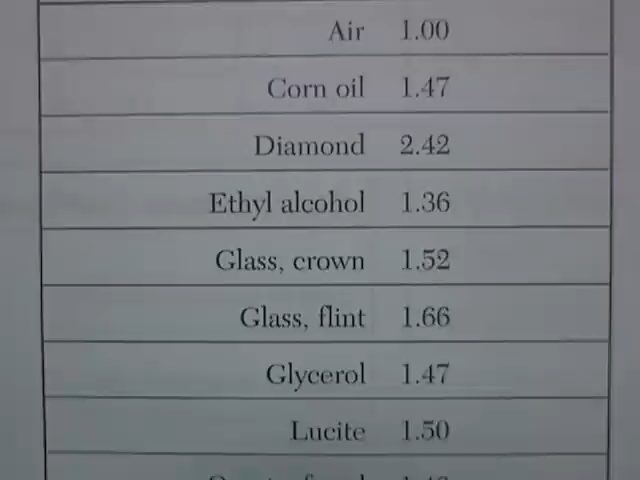 Air 1.00
Corn oil 1.47
Diamond 2.42
Ethyl alcohol 1.36
Glass, crown 1.52
Glass, flint 1.66
Glycerol 1.47
Lucite 1.50